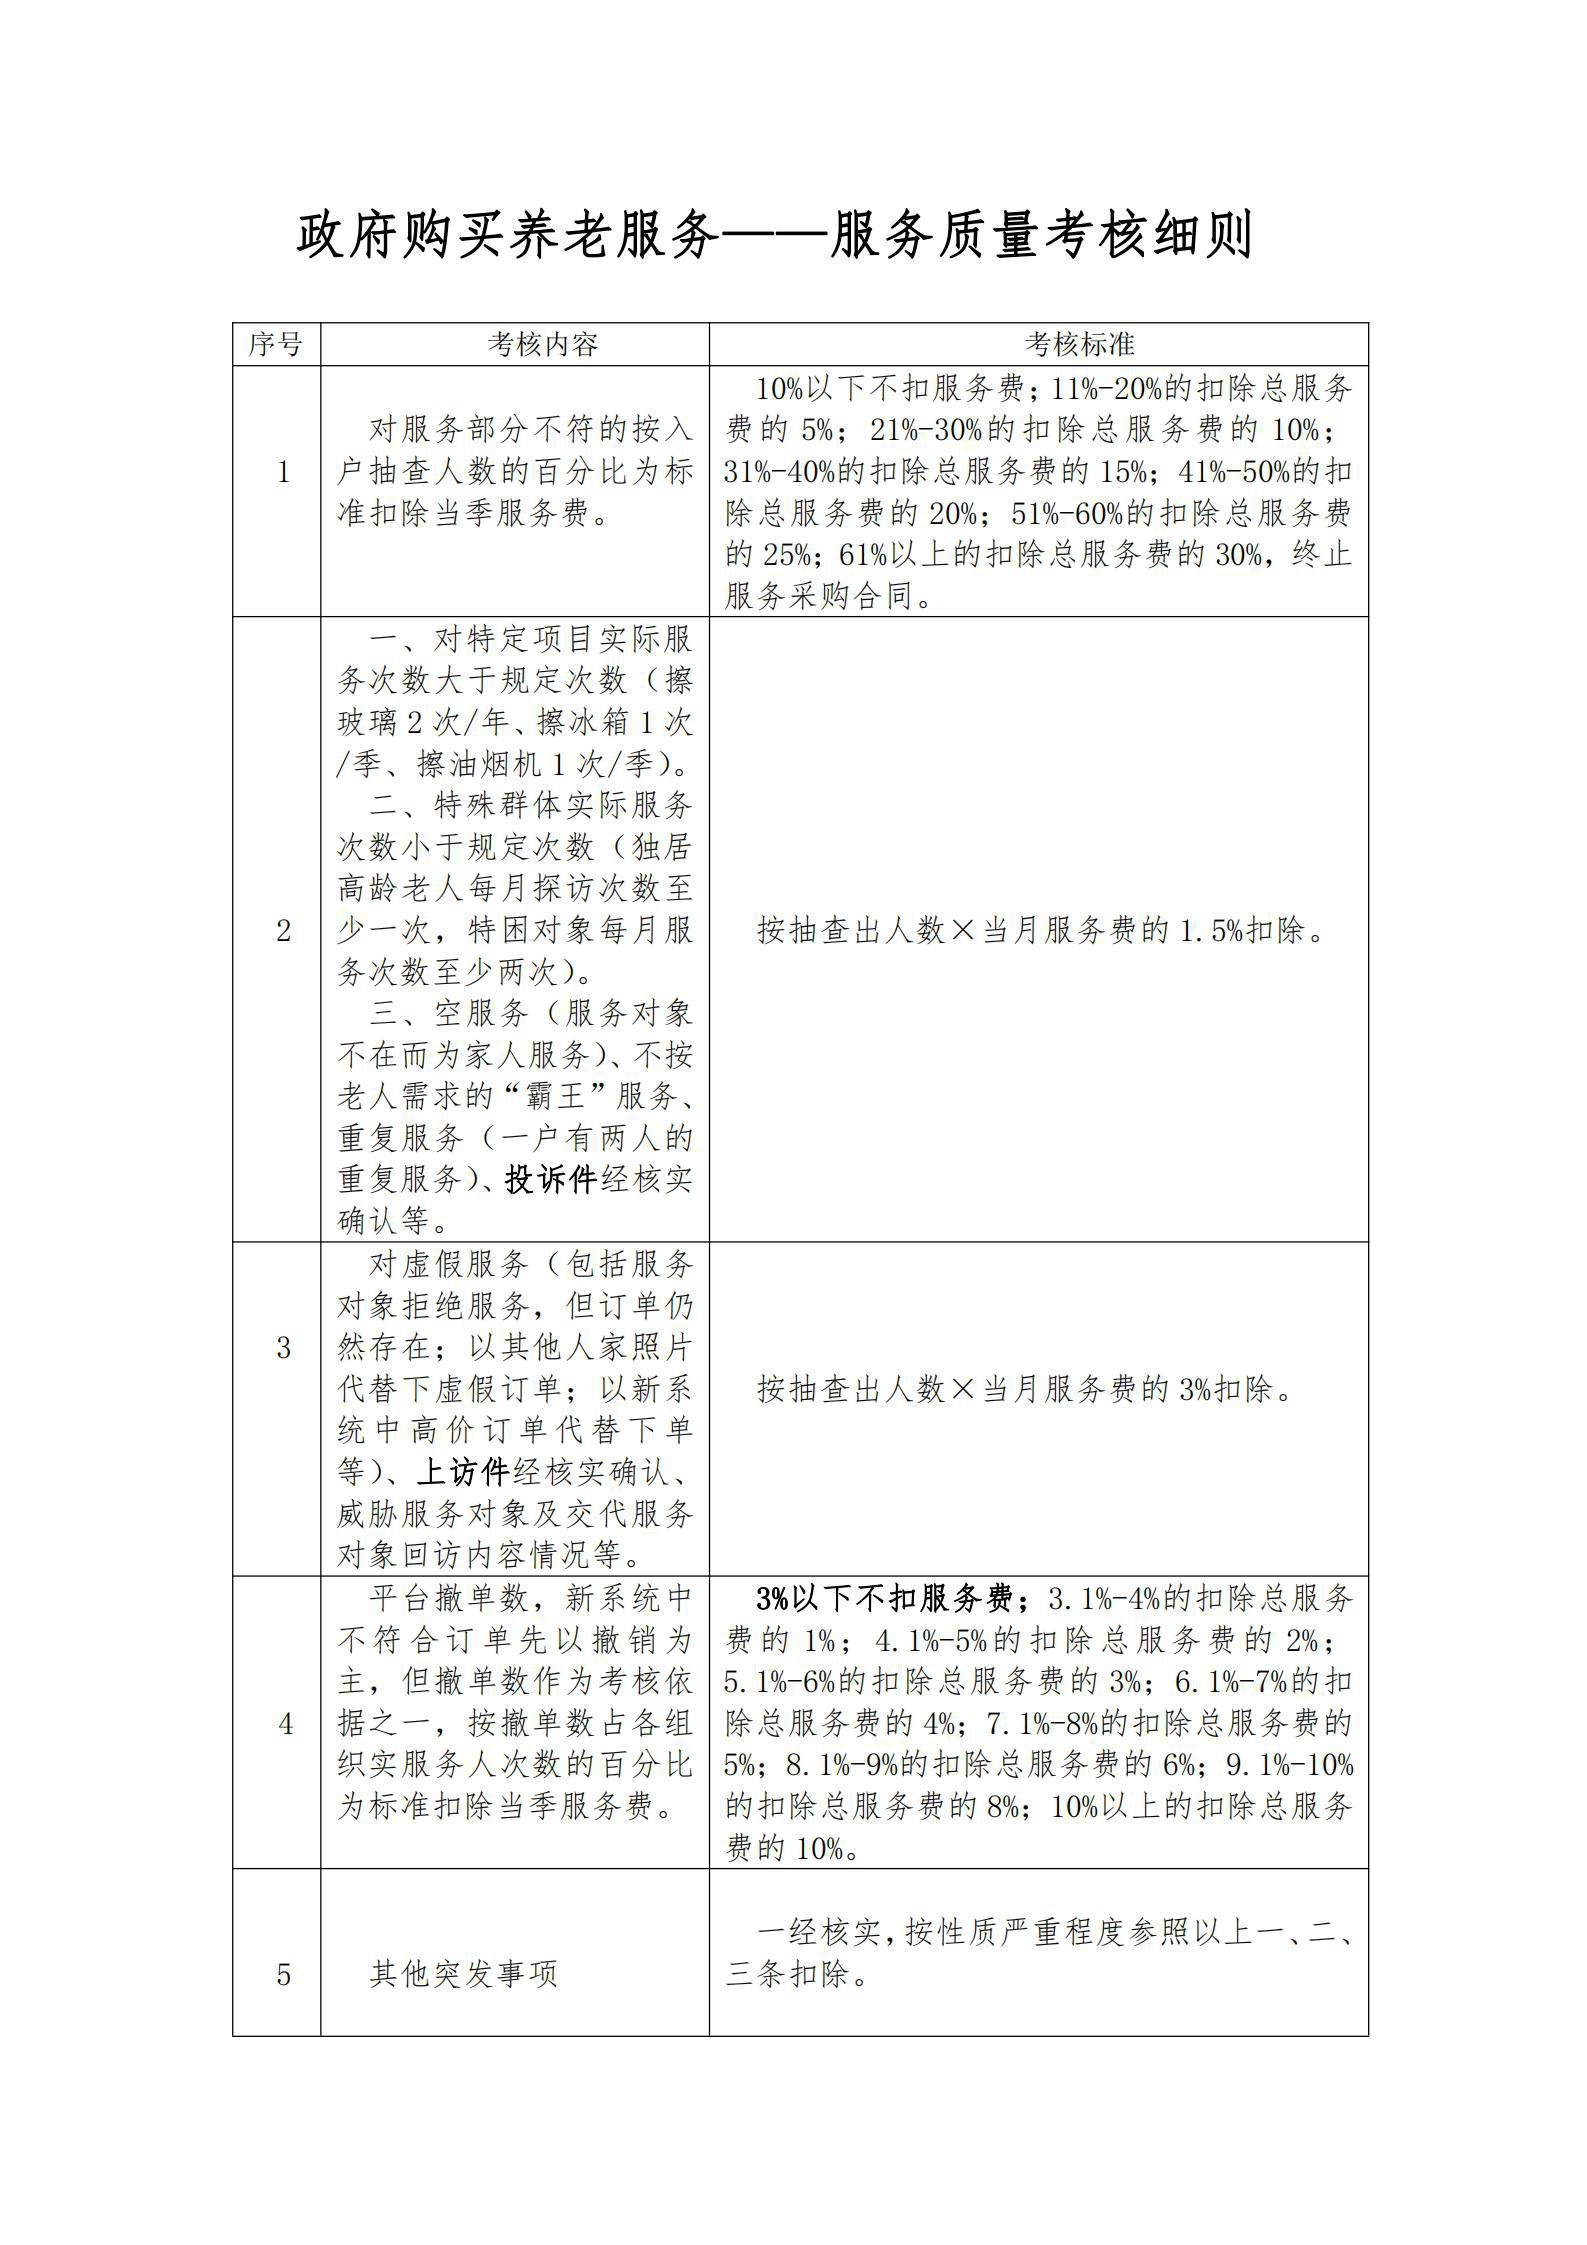 政府购买养老服务——服务质量考核细则
序号
考核内容
考核标准
1
对服务部分不符的按入
户抽查人数的百分比为标
准扣除当季服务费。
10%以下不扣服务费；11%-20%的扣除总服务
费的 5%；21%-30%的扣除总服务费的 10%；
31%-40%的扣除总服务费的 15%；41%-50%的扣
除总服务费的 20%；51%-60%的扣除总服务费
的 25%；61%以上的扣除总服务费的 30%，终止
服务采购合同。
2
一、对特定项目实际服
务次数大于规定次数（擦
玻璃 2 次/年、擦冰箱 1 次
/季、擦油烟机 1 次/季）。
二、特殊群体实际服务
次数小于规定次数（独居
高龄老人每月探访次数至
少一次，特困对象每月服
务次数至少两次）。
三、空服务（服务对象
不在而为家人服务）、不按
老人需求的“霸王”服务、
重复服务（一户有两人的
重复服务）、投诉件经核实
确认等。
按抽查出人数×当月服务费的 1.5%扣除。
3
对虚假服务（包括服务
对象拒绝服务，但订单仍
然存在；以其他人家照片
代替下虚假订单；以新系
统中高价订单代替下单
等）、上访件经核实确认、
威胁服务对象及交代服务
对象回访内容情况等。
按抽查出人数×当月服务费的 3%扣除。
4
平台撤单数，新系统中
不符合订单先以撤销为
主，但撤单数作为考核依
据之一，按撤单数占各组
织实服务人次数的百分比
为标准扣除当季服务费。
3%以下不扣服务费；3.1%-4%的扣除总服务
费的 1%；4.1%-5%的扣除总服务费的 2%；
5.1%-6%的扣除总服务费的 3%；6.1%-7%的扣
除总服务费的 4%；7.1%-8%的扣除总服务费的
5%；8.1%-9%的扣除总服务费的 6%；9.1%-10%
的扣除总服务费的 8%；10%以上的扣除总服务
费的 10%。
5
其他突发事项
一经核实，按性质严重程度参照以上一、二、
三条扣除。